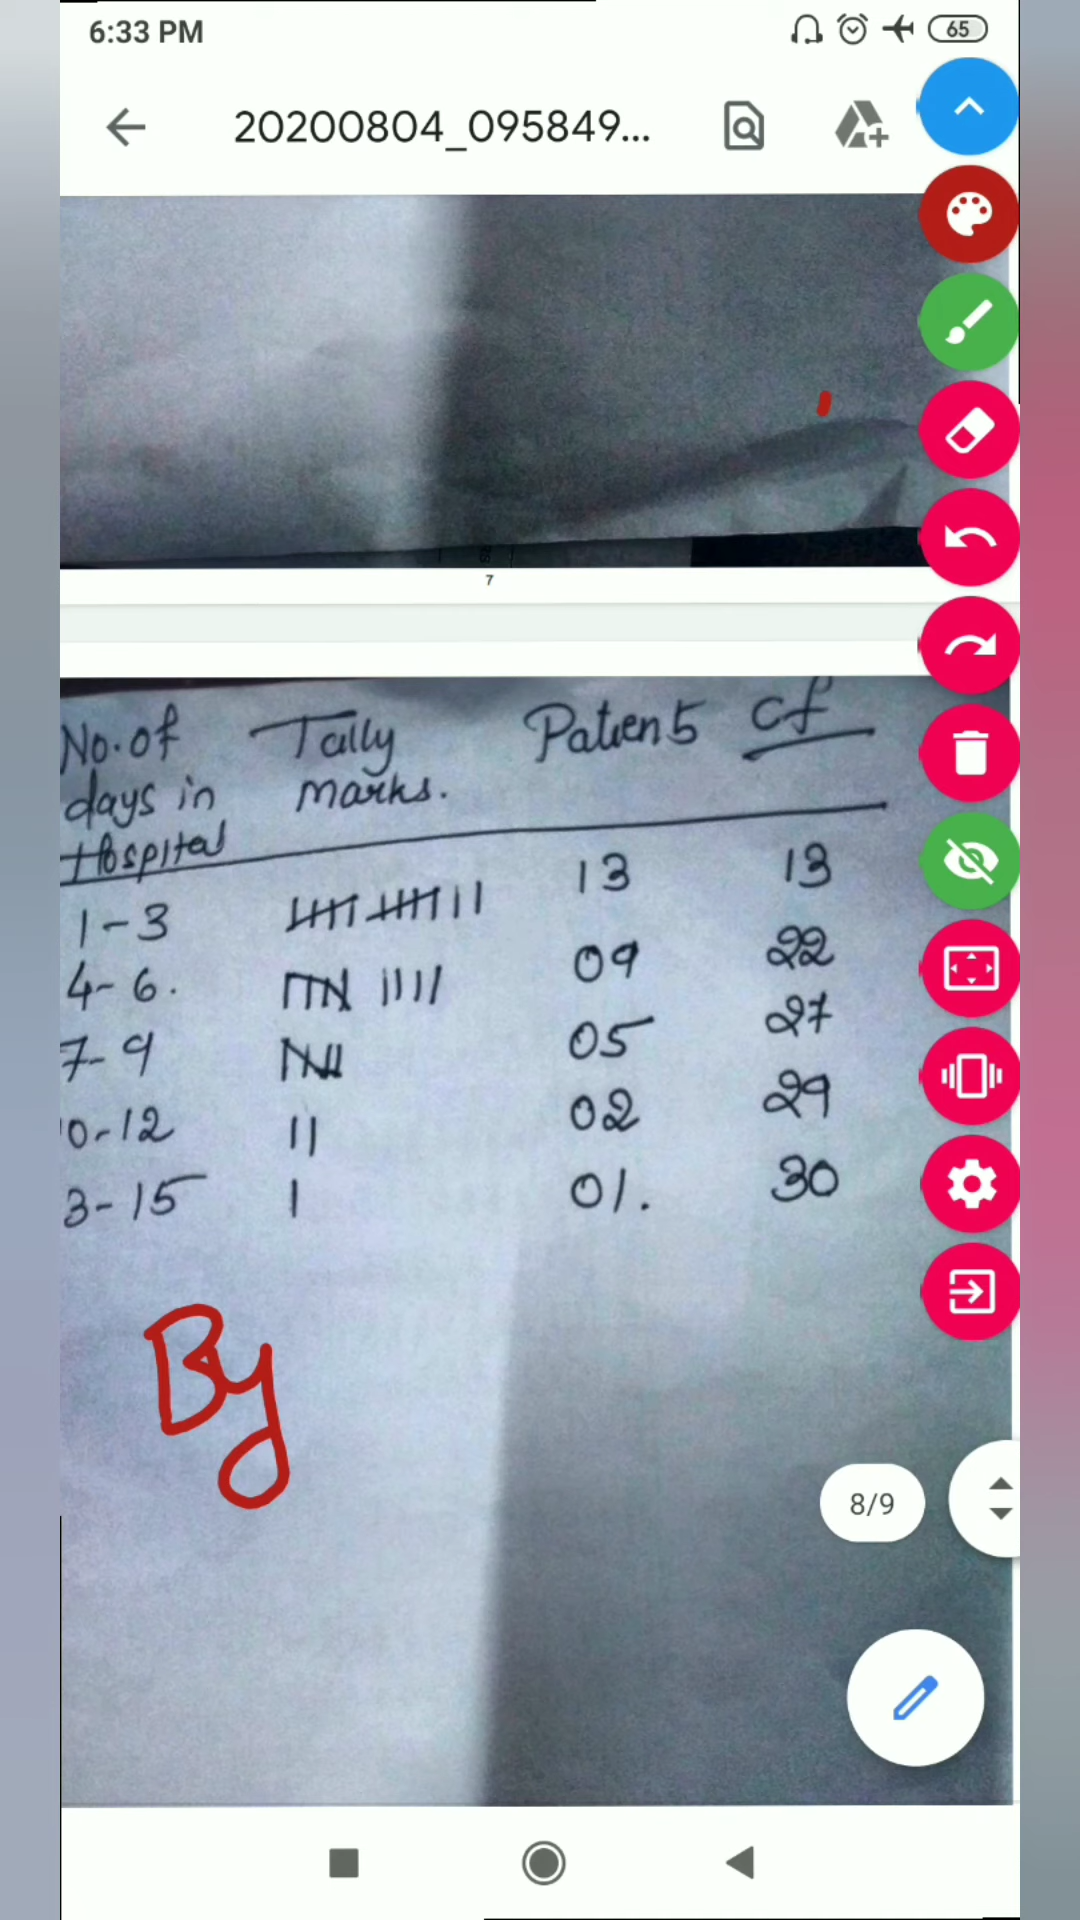 6:33 PM
65
20200804_095849...
7
No. of Tally Patients cf
days in marks.
Hospital
1-3 13 13
4-6. 09 22
7-9 05 27
0-12 02 29
3-15 01. 30
By
8/9